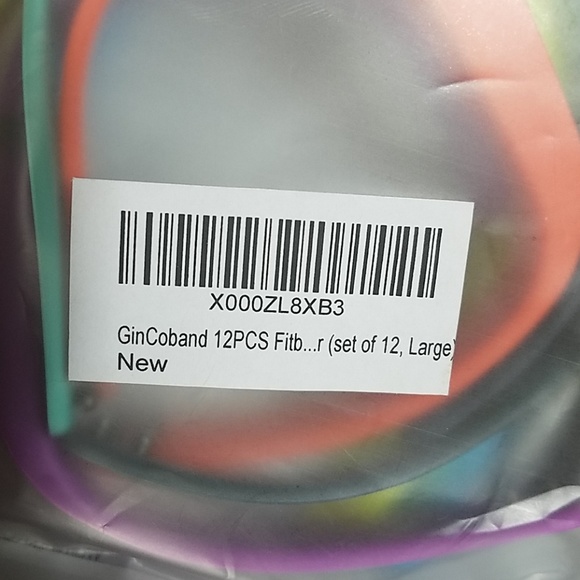 X000ZL8XB3
GinCoband 12PCS Fitb...r (set of 12, Large)
New